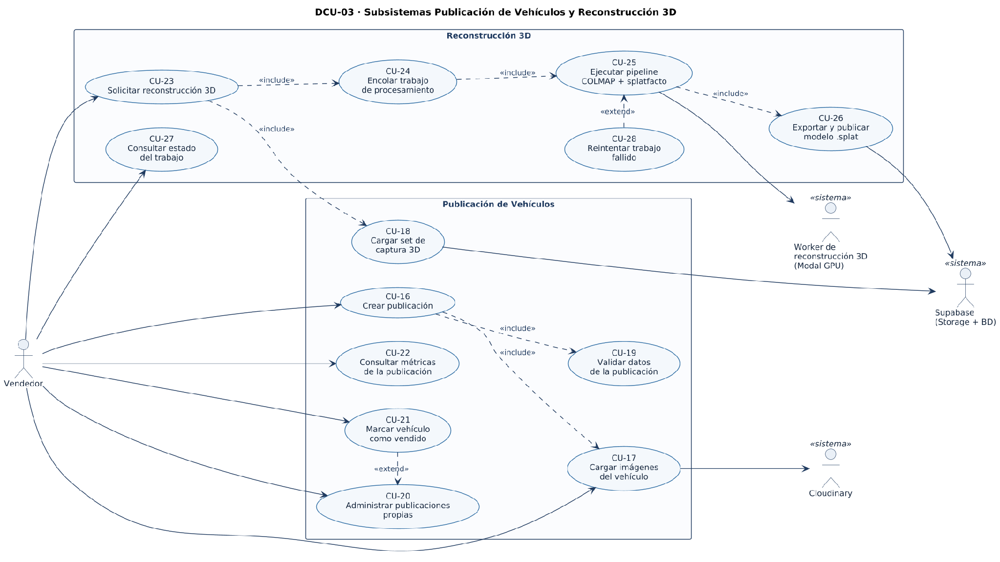 DCU-03 · Subsistemas Publicación de Vehículos y Reconstrucción 3D
Reconstrucción 3D
CU-23
Solicitar reconstrucción 3D
«include»
CU-24
Encolar trabajo
de procesamiento
«include»
CU-25
Ejecutar pipeline
COLMAP + splatfacto
«include»
CU-26
Exportar y publicar
modelo .splat
«extend»
CU-28
Reintentar trabajo
fallido
«include»
CU-27
Consultar estado
del trabajo
Publicación de Vehículos
CU-18
Cargar set de
captura 3D
«sistema»
Worker de
reconstrucción 3D
(Modal GPU)
«sistema»
Supabase
(Storage + BD)
CU-16
Crear publicación
«include»
«include»
CU-22
Consultar métricas
de la publicación
CU-19
Validar datos
de la publicación
Vendedor
CU-21
Marcar vehículo
como vendido
«extend»
CU-20
Administrar publicaciones
propias
CU-17
Cargar imágenes
del vehículo
«sistema»
Cloudinary